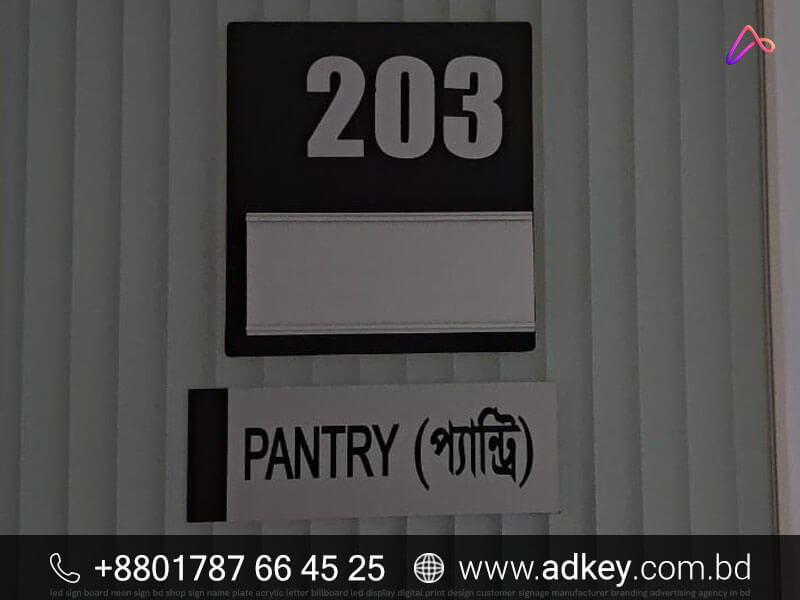 203
PANTRY (প্যান্ট্রি)
+8801787 66 45 25 www.adkey.com.bd
led sign board neon sign bd shop sign name plate acrylic letter billboard led display digital print design customer signage manufacturer branding advertising agency in bd